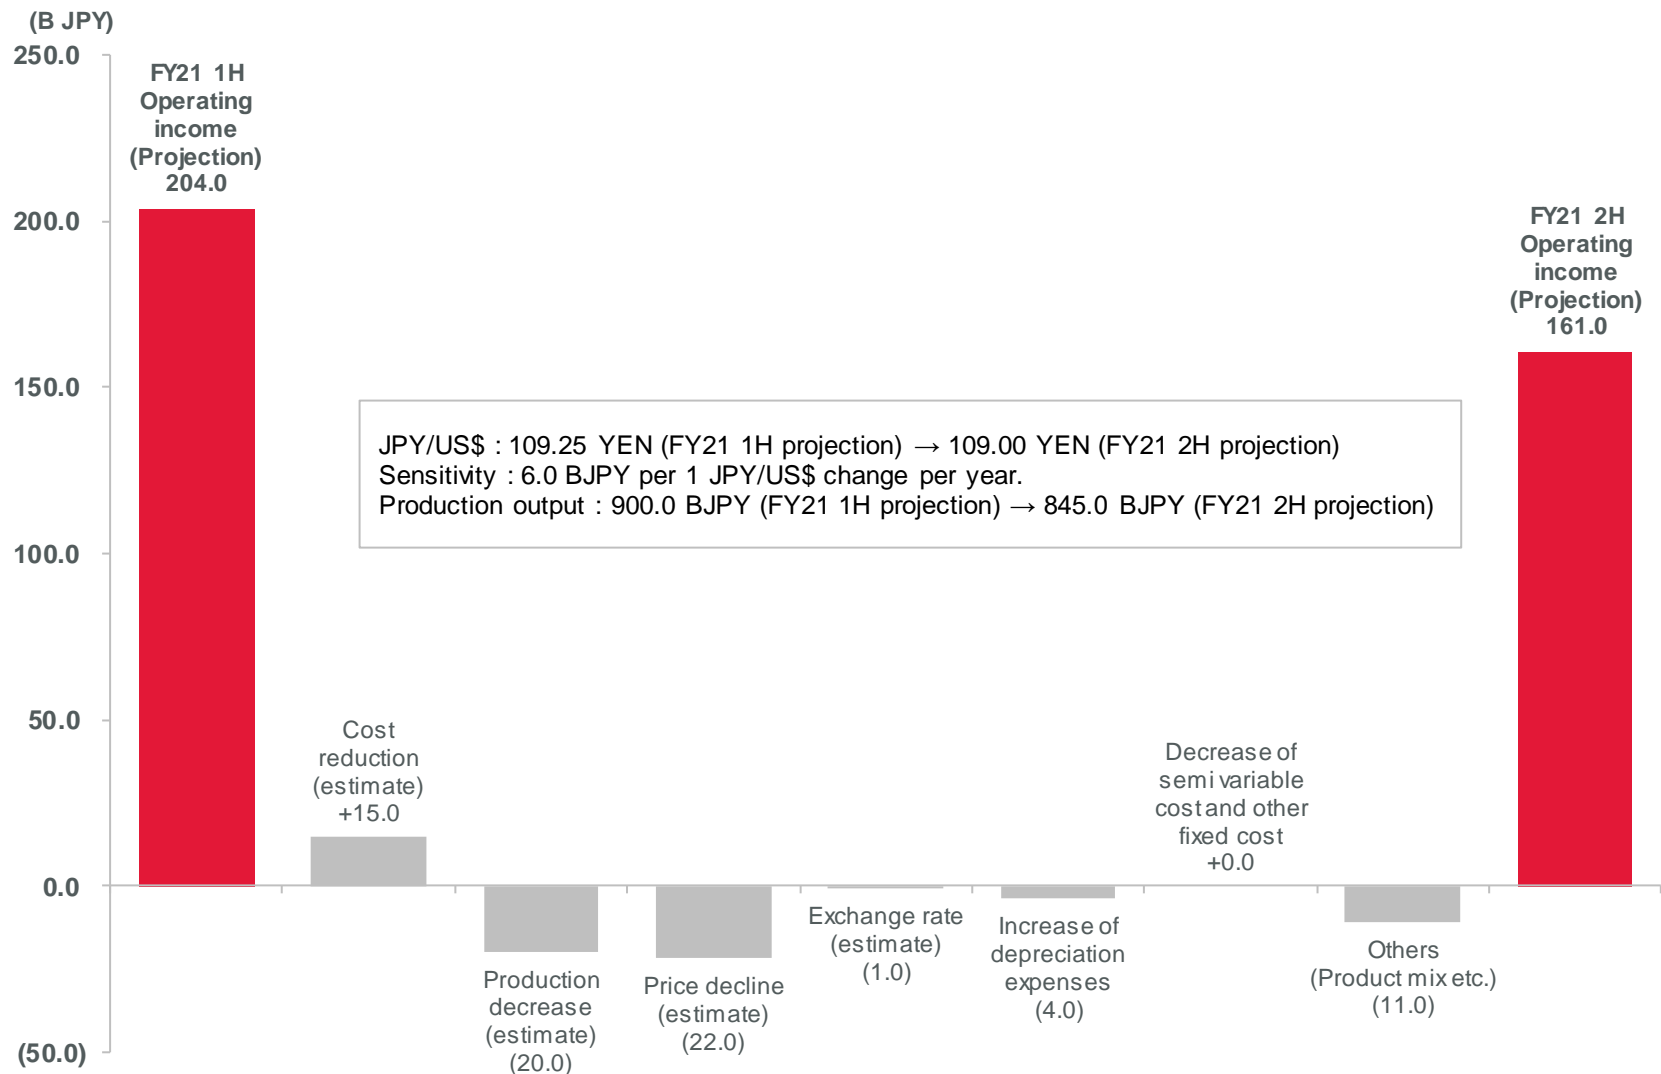 (B JPY)
250.0
200.0
150.0
100.0
50.0
0.0
(50.0)
FY21 1H
Operating
income
(Projection)
204.0
Cost
reduction
(estimate)
+15.0
Production
decrease
(estimate)
(20.0)
Price decline
(estimate)
(22.0)
Exchange rate
(estimate)
(1.0)
Increase of
depreciation
expenses
(4.0)
Decrease of
semi variable
cost and other
fixed cost
+0.0
Others
(Product mix etc.)
(11.0)
FY21 2H
Operating
income
(Projection)
161.0
JPY/US$ : 109.25 YEN (FY21 1H projection) → 109.00 YEN (FY21 2H projection)
Sensitivity : 6.0 BJPY per 1 JPY/US$ change per year.
Production output : 900.0 BJPY (FY21 1H projection) → 845.0 BJPY (FY21 2H projection)